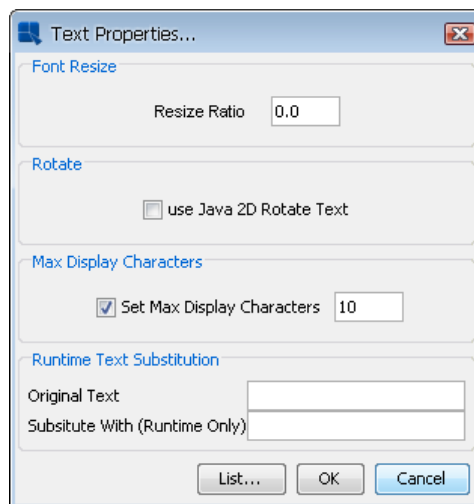 Text Properties...
Font Resize
Resize Ratio 0.0
Rotate
use Java 2D Rotate Text
Max Display Characters
Set Max Display Characters 10
Runtime Text Substitution
Original Text
Subsitute With (Runtime Only)
List... OK Cancel